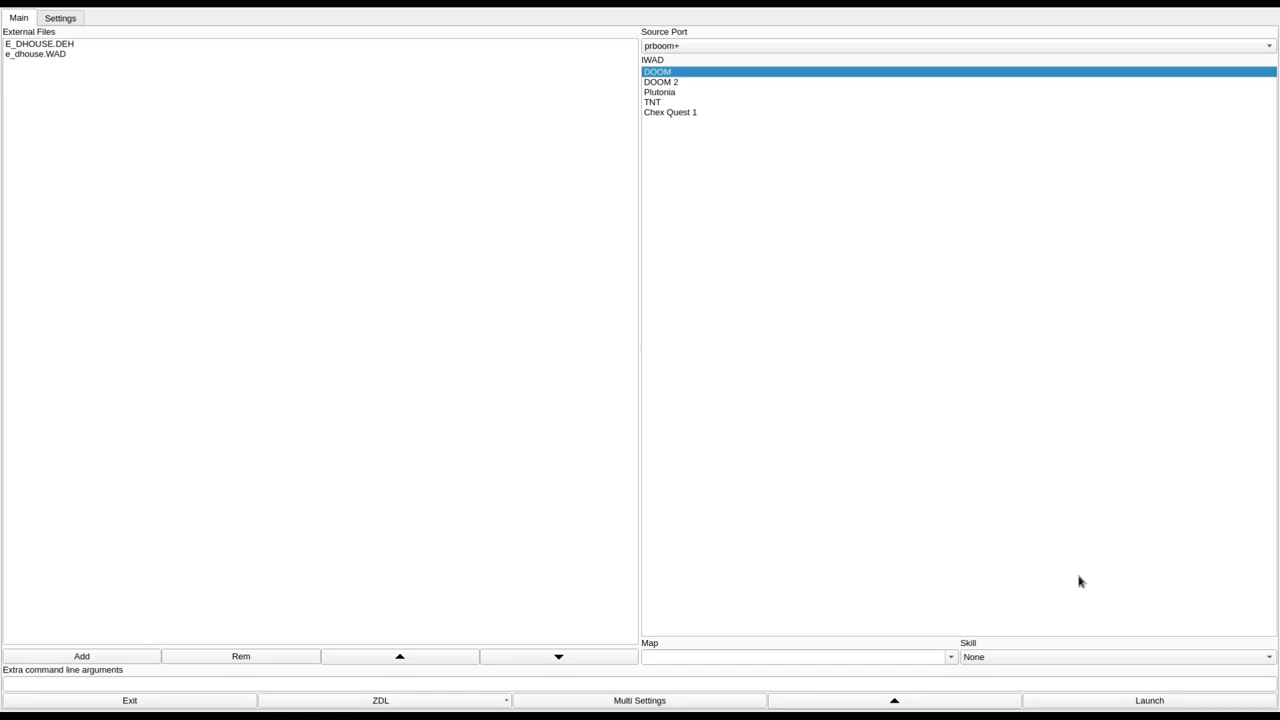 Main Settings
External Files
E_DHOUSE.DEH
e_dhouse.WAD
Source Port
prboom+
IWAD
DOOM
DOOM 2
Plutonia
TNT
Chex Quest 1
Map
Skill
None
Add Rem
Extra command line arguments
Exit ZDL Multi Settings Launch